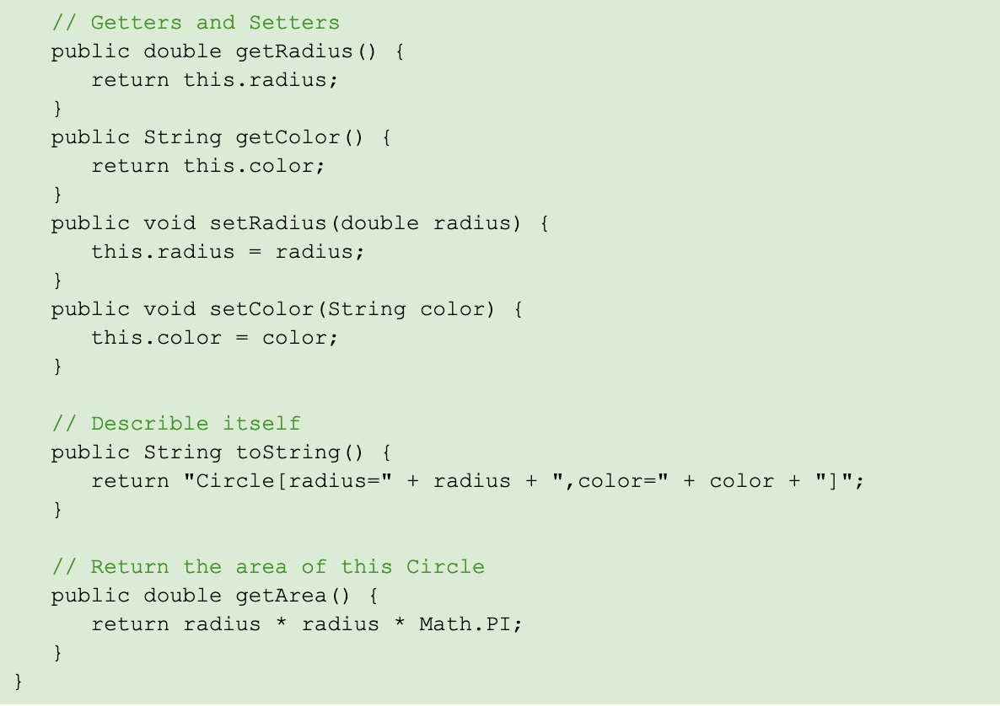 // Getters and Setters
public double getRadius() {
return this.radius;
}
public String getColor() {
return this.color;
}
public void setRadius(double radius) {
this.radius = radius;
}
public void setColor(String color) {
this.color = color;
}
// Describle itself
public String toString() {
return "Circle[radius=" + radius + ",color=" + color + "]";
}
// Return the area of this Circle
public double getArea() {
return radius * radius * Math.PI;
}
}